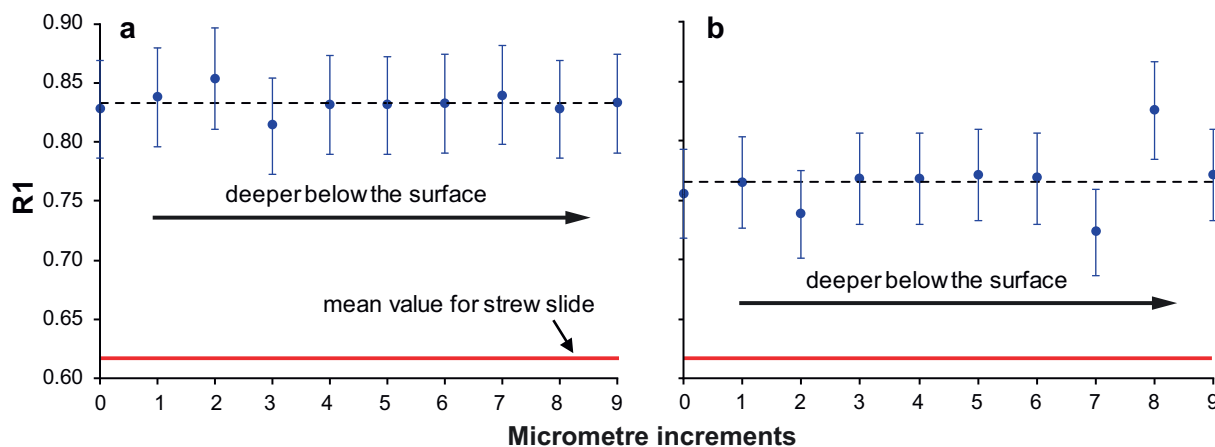 0.90
0.85
0.80
0.75
0.70
0.65
0.60
R1
a
deeper below the surface
mean value for strew slide
0 1 2 3 4 5 6 7 8 9
b
deeper below the surface
0 1 2 3 4 5 6 7 8 9
Micrometre increments